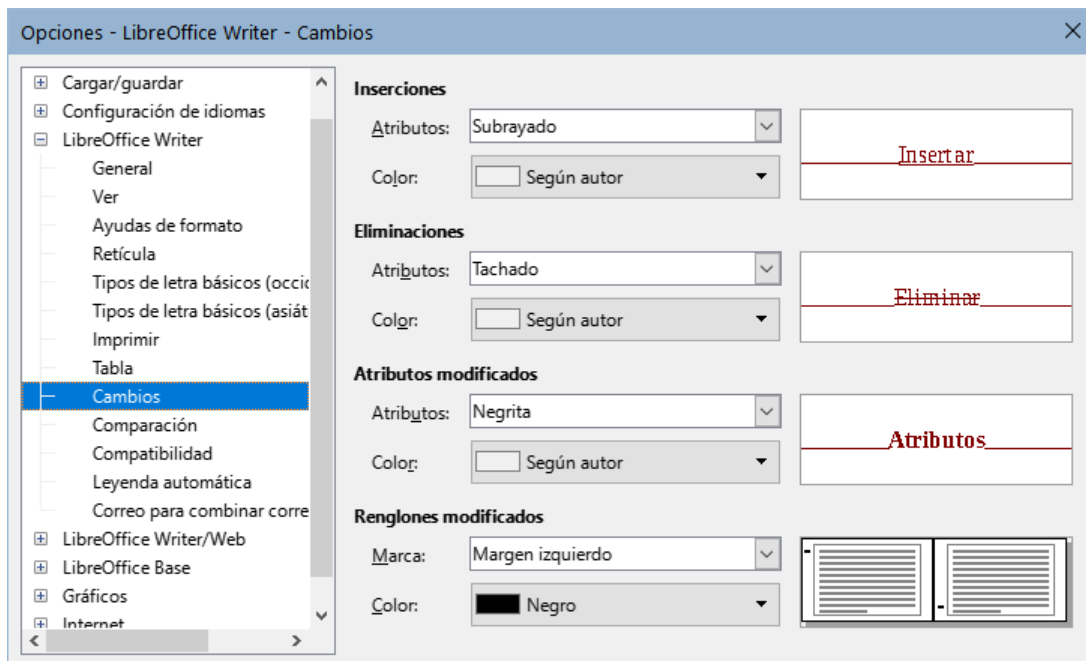 Opciones - LibreOffice Writer - Cambios
Cargar/guardar
Configuración de idiomas
LibreOffice Writer
General
Ver
Ayudas de formato
Retícula
Tipos de letra básicos (occid
Tipos de letra básicos (asiát
Imprimir
Tabla
Cambios
Comparación
Compatibilidad
Leyenda automática
Correo para combinar corre
LibreOffice Writer/Web
LibreOffice Base
Gráficos
Internet
Inserciones
Atributos: Subrayado
Color: Según autor
Insertar
Eliminaciones
Atributos: Tachado
Color: Según autor
Eliminar
Atributos modificados
Atributos: Negrita
Color: Según autor
Atributos
Renglones modificados
Marca: Margen izquierdo
Color: Negro